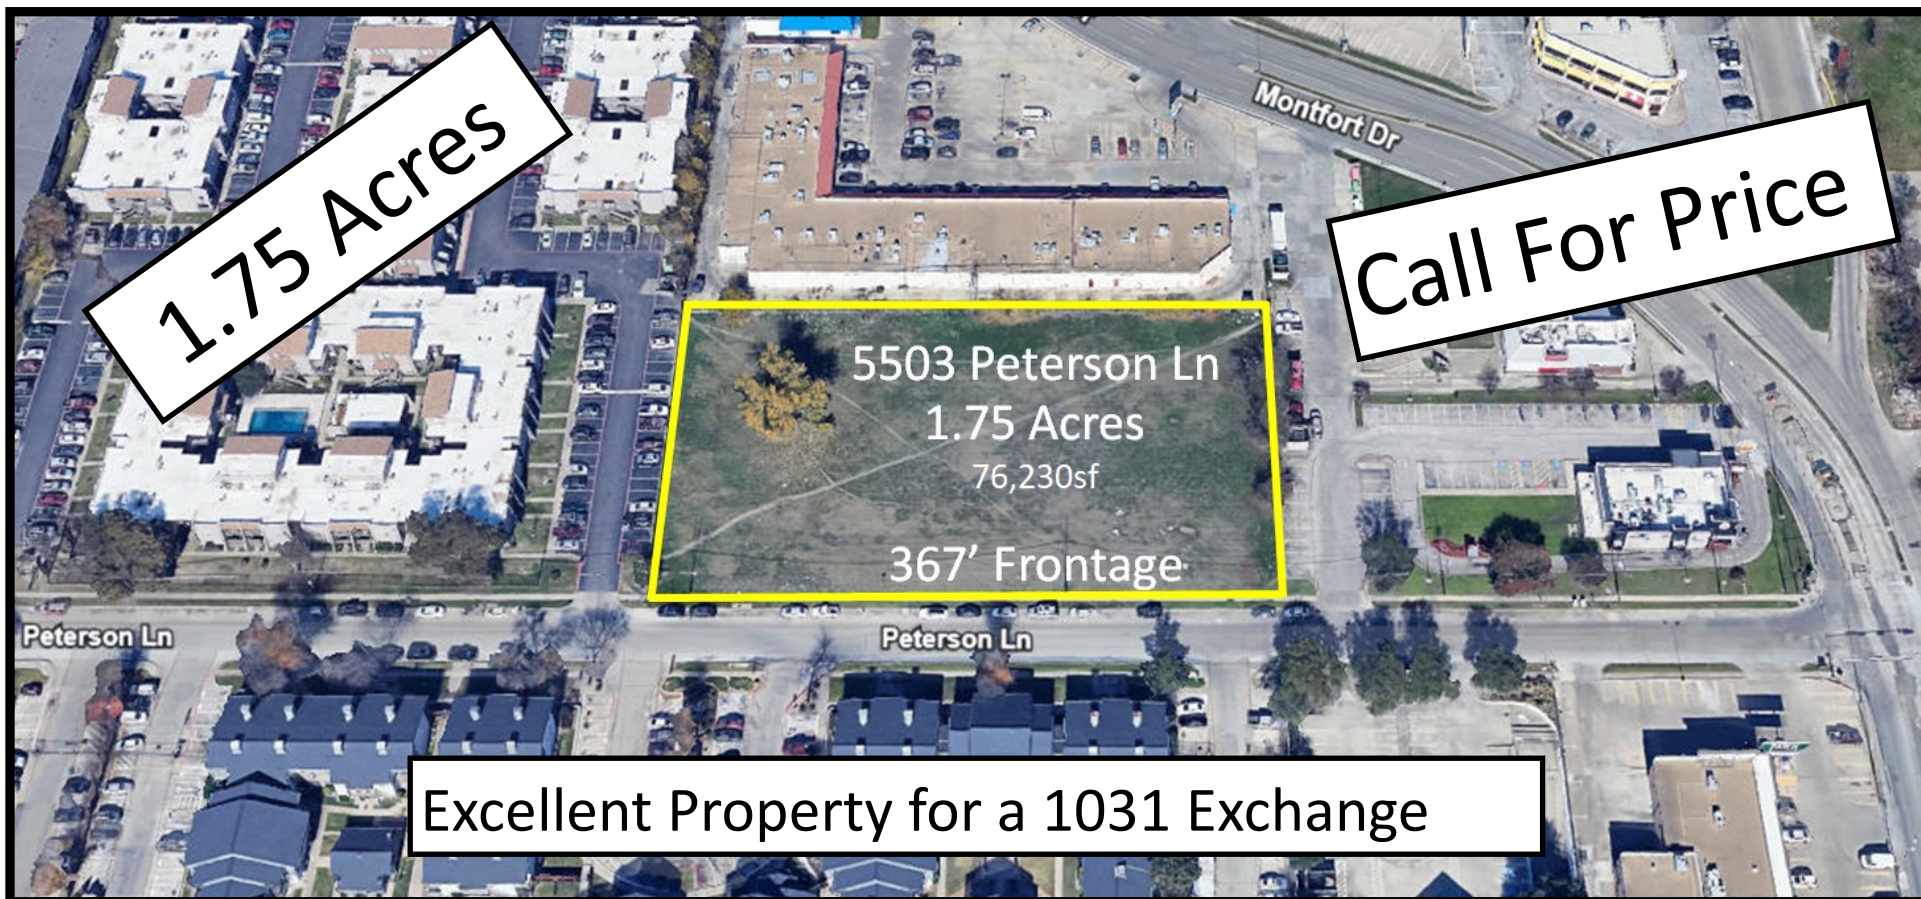 1.75 Acres
Montfort Dr
Call For Price
5503 Peterson Ln
1.75 Acres
76,230sf
367’ Frontage
Peterson Ln
Peterson Ln
Excellent Property for a 1031 Exchange